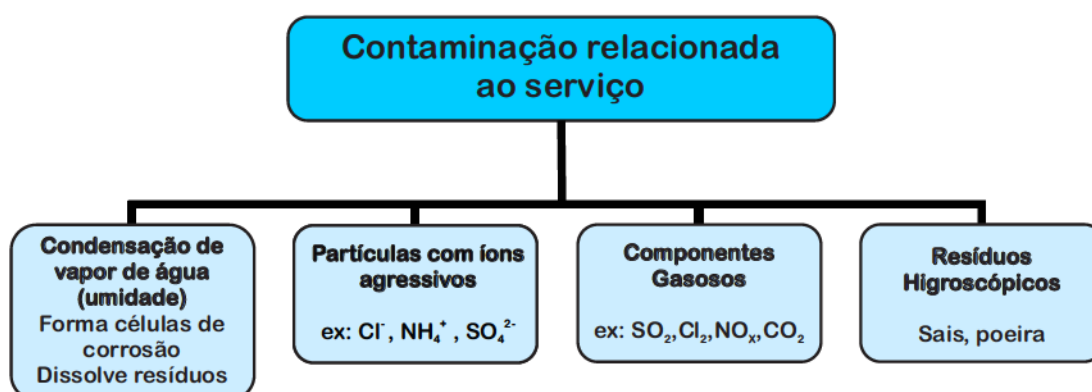 Contaminação relacionada
ao serviço
Condensação de
vapor de água
(umidade)
Forma células de
corrosão
Dissolve resíduos
Partículas com íons
agressivos
ex: Cl⁻, NH₄⁺ , SO₄²⁻
Componentes
Gasosos
ex: SO₂,Cl₂,NOₓ,CO₂
Resíduos
Higroscópicos
Sais, poeira